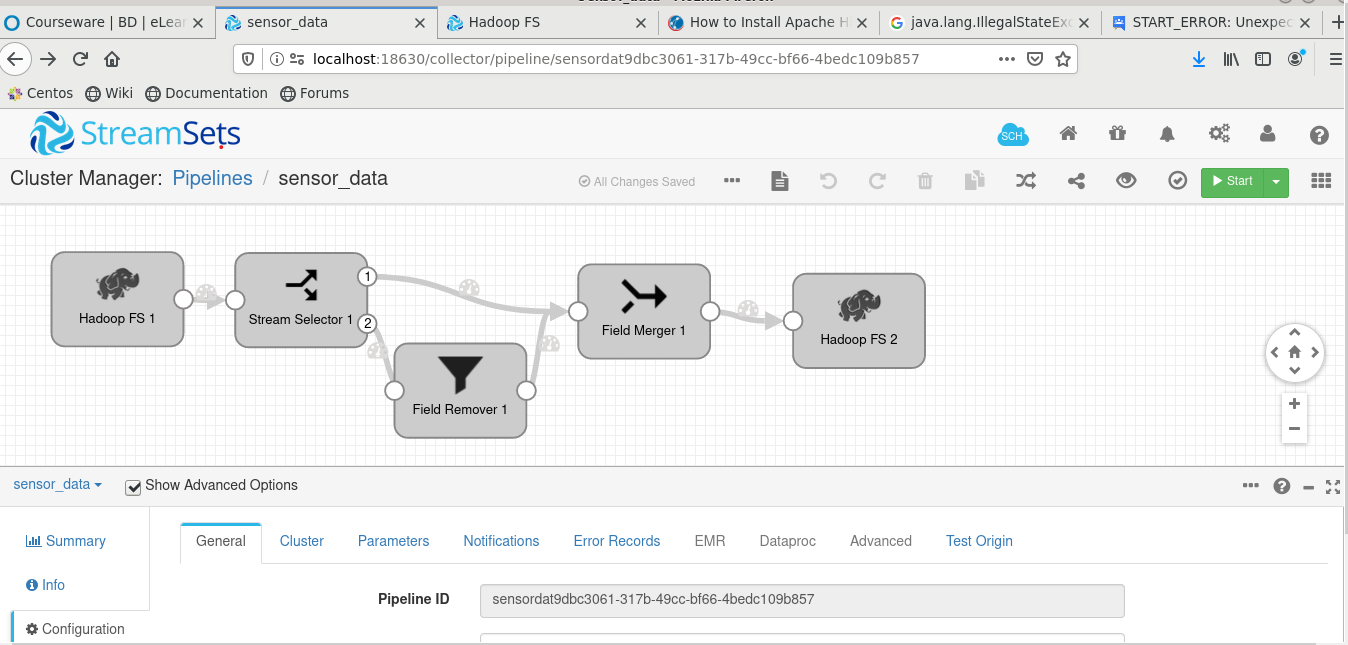 Courseware | BD | eLear
sensor_data
Hadoop FS
How to Install Apache H
java.lang.IllegalStateExc
START_ERROR: Unexpec
localhost:18630/collector/pipeline/sensordat9dbc3061-317b-49cc-bf66-4bedc109b857
Centos Wiki Documentation Forums
StreamSets
SCH
Cluster Manager: Pipelines / sensor_data
All Changes Saved
Start
Hadoop FS 1
Stream Selector 1
1
2
Field Remover 1
Field Merger 1
Hadoop FS 2
sensor_data
Show Advanced Options
Summary
Info
Configuration
General Cluster Parameters Notifications Error Records EMR Dataproc Advanced Test Origin
Pipeline ID
sensordat9dbc3061-317b-49cc-bf66-4bedc109b857